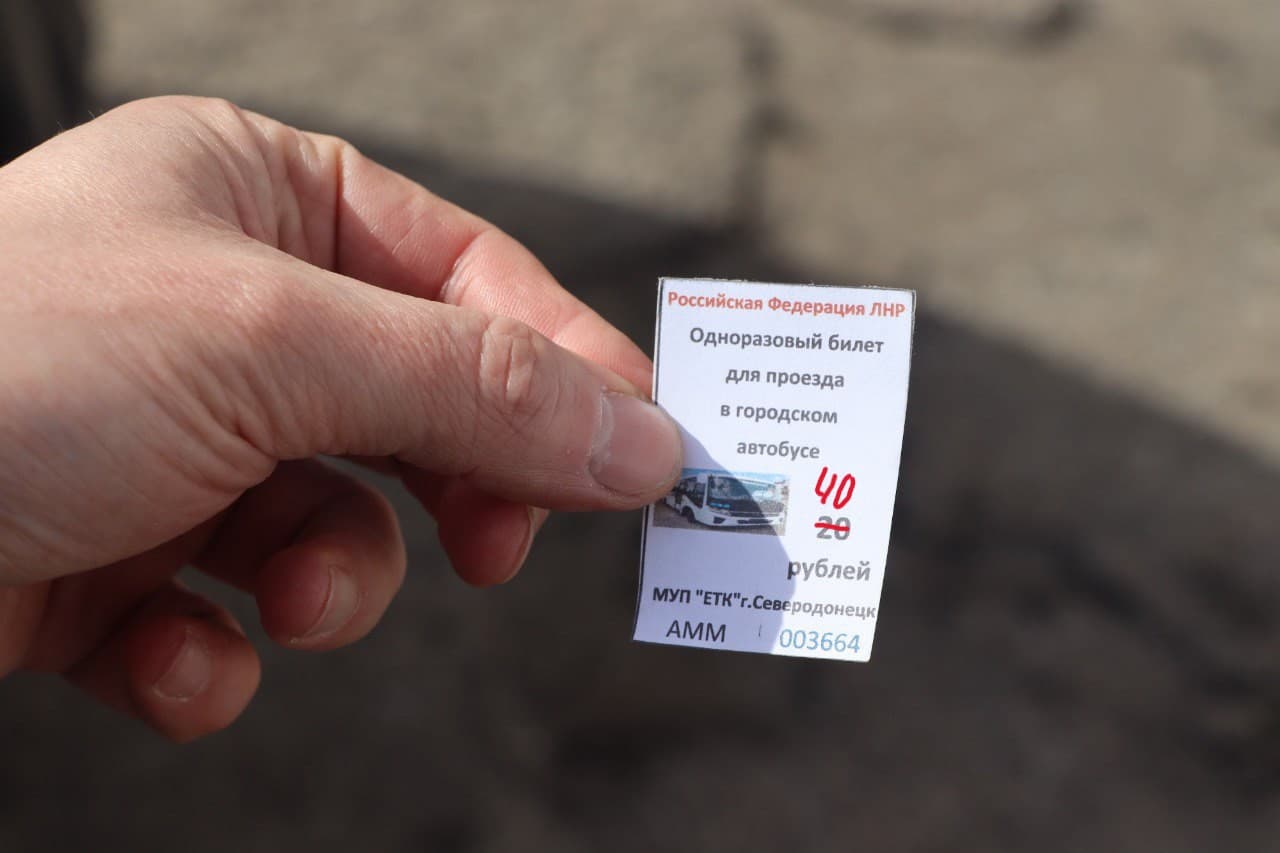 Российская Федерация ЛНР
Одноразовый билет
для проезда
в городском
автобусе
40
20
рублей
МУП "ЕТК"г.Северодонецк
АММ 003664